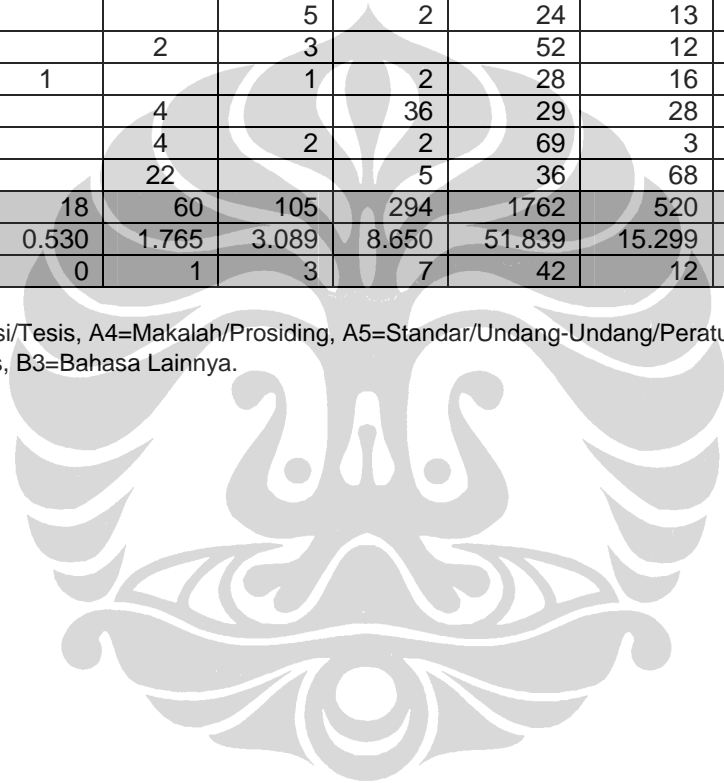 5 2 24 13
2 3 52 12
1 1 2 28 16
4 36 29 28
4 2 2 69 3
22 5 36 68
18 60 105 294 1762 520
0.530 1.765 3.089 8.650 51.839 15.299
0 1 3 7 42 12
si/Tesis, A4=Makalah/Prosiding, A5=Standar/Undang-Undang/Peratu
s, B3=Bahasa Lainnya.